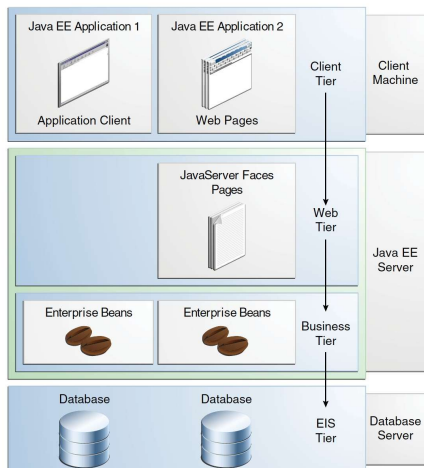 Java EE Application 1
Java EE Application 2
Application Client
Web Pages
Client
Tier
Client
Machine
JavaServer Faces
Pages
Web
Tier
Java EE
Server
Enterprise Beans
Enterprise Beans
Business
Tier
Database
Database
EIS
Tier
Database
Server